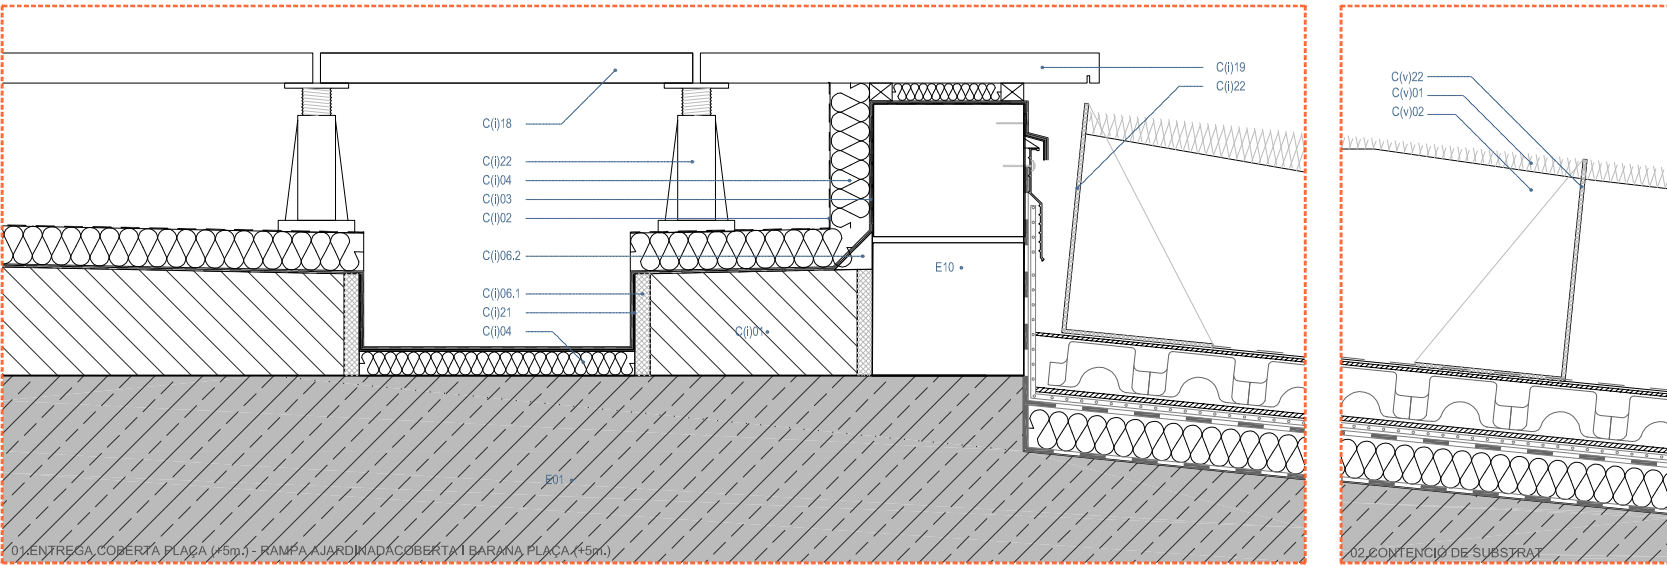 C(i)19
C(i)22
C(i)18
C(i)22
C(i)04
C(i)03
C(l)02
C(i)06.2
E10
C(i)06.1
C(i)21
C(i)04
C(i)01
E01
01.ENTREGA COBERTA PLAÇA (+5m.) - RAMPA AJARDINADACOBERTA I BARANA PLAÇA (+5m.)
C(v)22
C(v)01
C(v)02
02.CONTENCIÓ DE SUBSTRAT